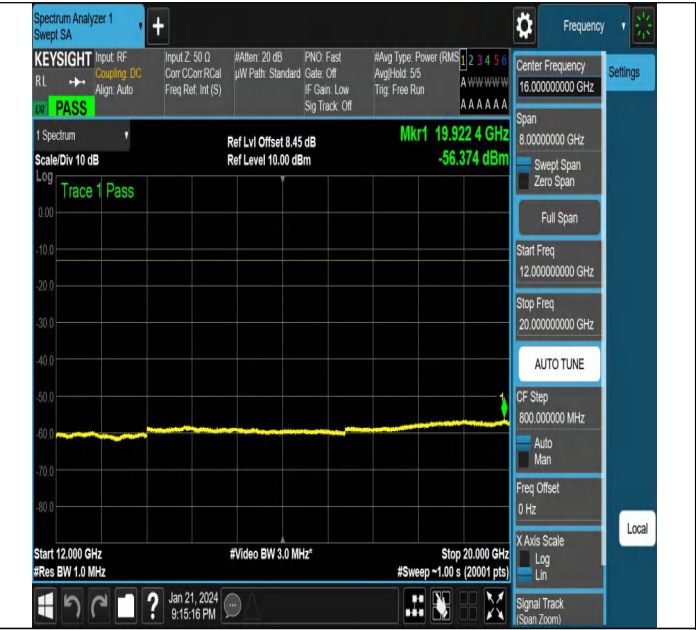 Spectrum Analyzer 1
Swept SA
+
Frequency
KEYSIGHT
RL
LXI PASS
Input: RF
Coupling: DC
Align: Auto
Input Z: 50 Ω
Corr CCorr RCal
Freq Ref: Int (S)
#Atten: 20 dB
µW Path: Standard
PNO: Fast
Gate: Off
IF Gain: Low
Sig Track: Off
#Avg Type: Power (RMS
Avg|Hold: 5/5
Trig: Free Run
1 2 3 4 5 6
A W W W W W
A A A A A A
Center Frequency
16.000000000 GHz
Settings
Span
8.00000000 GHz
Swept Span
Zero Span
Full Span
Start Freq
12.000000000 GHz
Stop Freq
20.000000000 GHz
AUTO TUNE
CF Step
800.000000 MHz
Auto
Man
Freq Offset
0 Hz
X Axis Scale
Log
Lin
Signal Track
(Span Zoom)
Local
1 Spectrum
Scale/Div 10 dB
Ref Lvl Offset 8.45 dB
Ref Level 10.00 dBm
Mkr1 19.922 4 GHz
-56.374 dBm
Log
Trace 1 Pass
0.00
-10.0
-20.0
-30.0
-40.0
-50.0
1
-60.0
-70.0
-80.0
Start 12.000 GHz
#Video BW 3.0 MHz*
Stop 20.000 GHz
#Res BW 1.0 MHz
#Sweep ~1.00 s (20001 pts)
?
Jan 21, 2024
9:15:16 PM